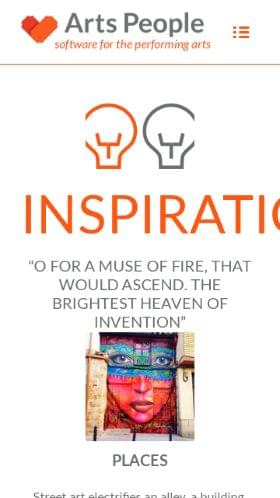 Arts People
software for the performing arts
INSPIRATIO
“O FOR A MUSE OF FIRE, THAT
WOULD ASCEND. THE
BRIGHTEST HEAVEN OF
INVENTION”
PLACES
Street art electrifies an alley, a building